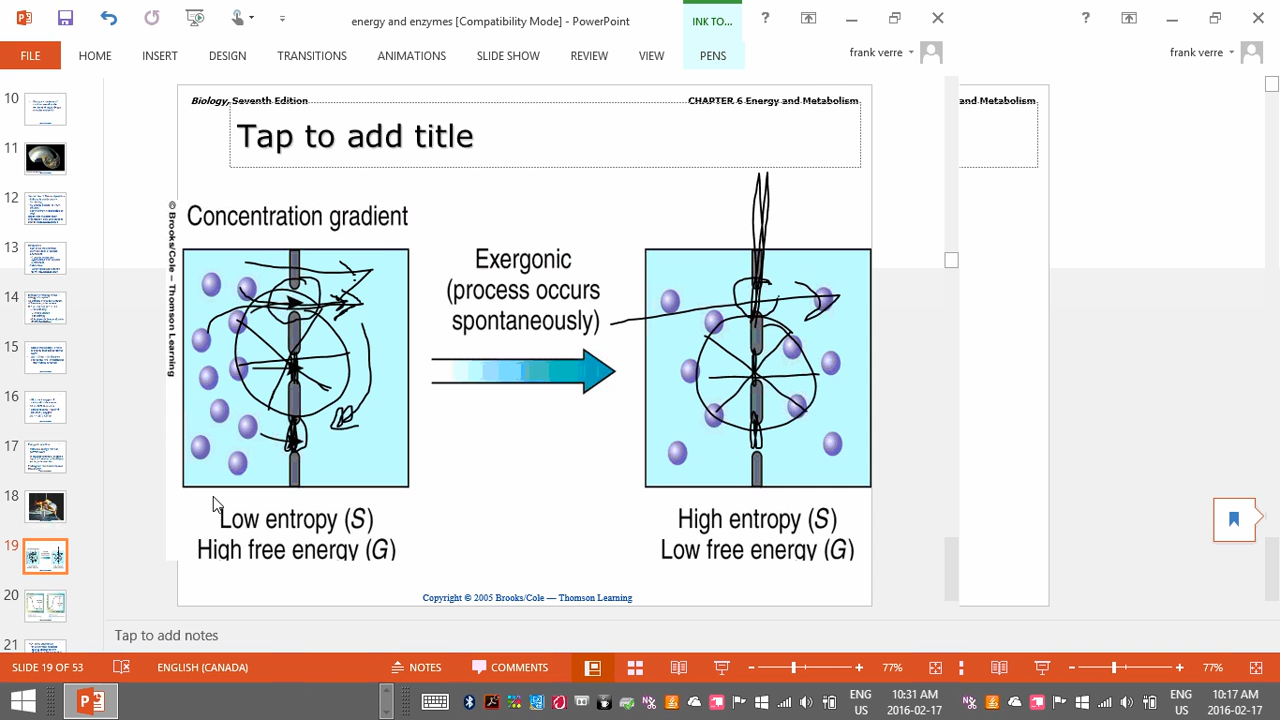 energy and enzymes [Compatibility Mode] - PowerPoint
INK TO...
?
?
FILE
HOME
INSERT
DESIGN
TRANSITIONS
ANIMATIONS
SLIDE SHOW
REVIEW
VIEW
PENS
frank verre
frank verre
10
11
12
13
14
15
16
17
18
19
20
21
Biology, Seventh Edition
CHAPTER 6 Energy and Metabolism
and Metabolism
Tap to add title
© Brooks/Cole – Thomson Learning
Concentration gradient
Exergonic
(process occurs
spontaneously)
Low entropy (S)
High free energy (G)
High entropy (S)
Low free energy (G)
Copyright © 2005 Brooks/Cole — Thomson Learning
Tap to add notes
SLIDE 19 OF 53
ENGLISH (CANADA)
NOTES
COMMENTS
77%
77%
ENG
US
10:31 AM
2016-02-17
ENG
US
10:17 AM
2016-02-17